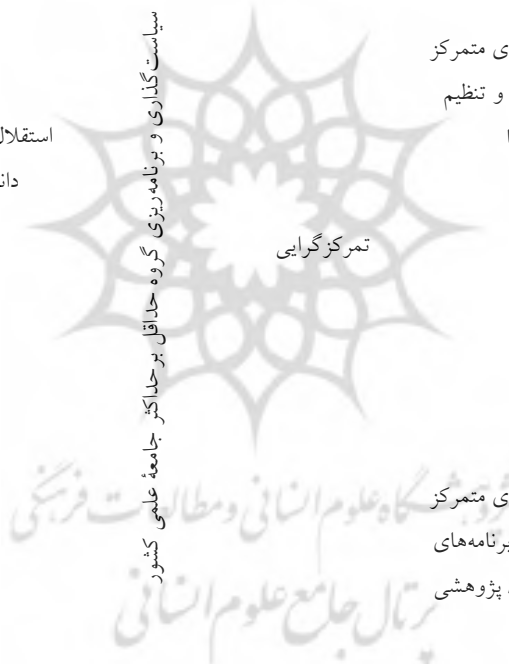 ی متمرکز
و تنظیم
استقلال
تمرکزگرایی
سیاست‌گذاری و برنامه‌ریزی گروه حداقل بر حداکثر جامعهٔ علمی کشور
ی متمرکز
برنامه‌های
پژوهشی
پژوهشگاه علوم انسانی و مطالعات فرهنگی
پرتال جامع علوم انسانی